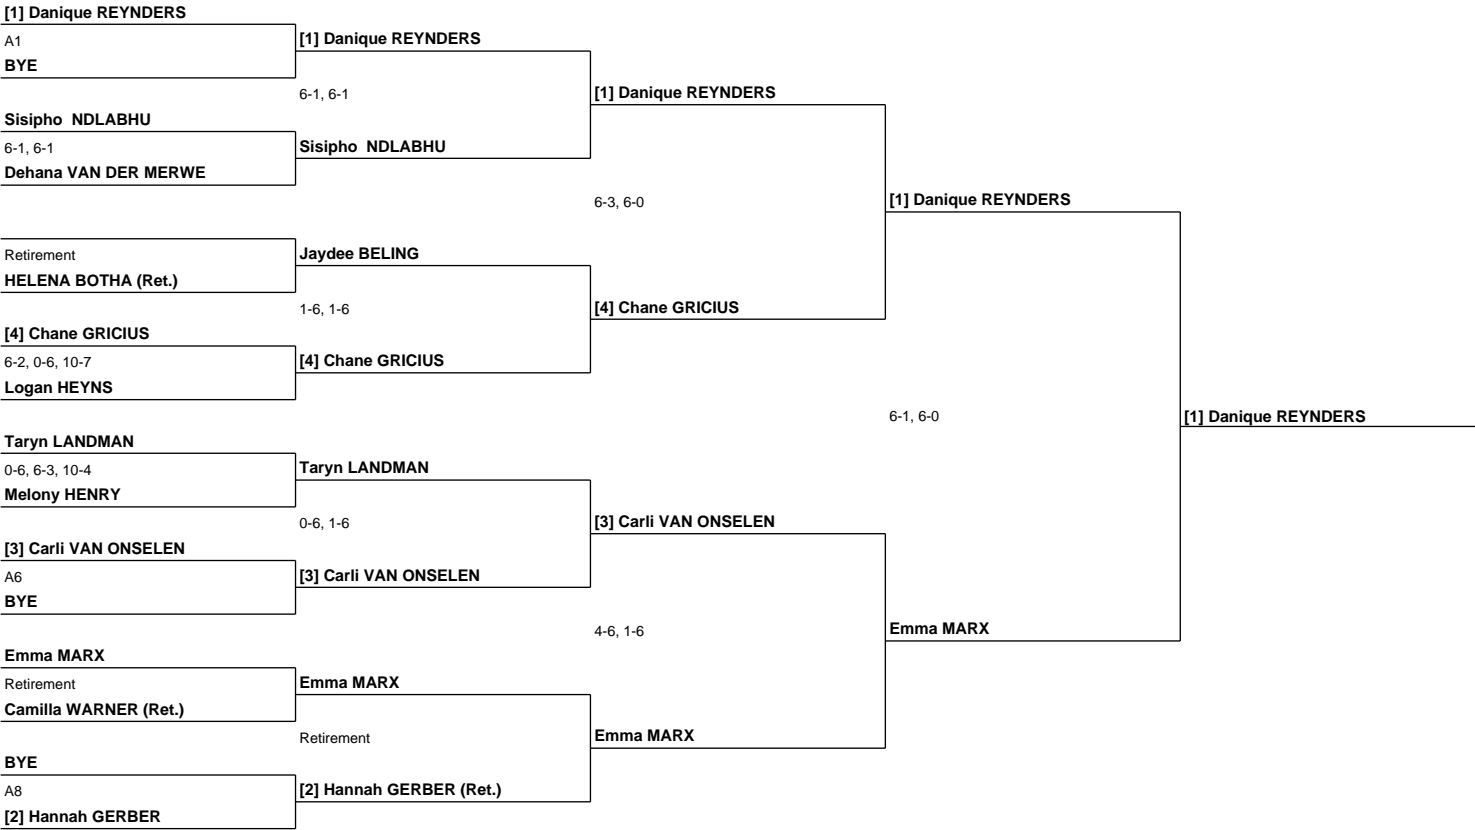 [1] Danique REYNDERS
A1
BYE
Sisipho  NDLABHU
6-1, 6-1
Dehana VAN DER MERWE
Retirement
HELENA BOTHA (Ret.)
[4] Chane GRICIUS
6-2, 0-6, 10-7
Logan HEYNS
Taryn LANDMAN
0-6, 6-3, 10-4
Melony HENRY
[3] Carli VAN ONSELEN
A6
BYE
Emma MARX
Retirement
Camilla WARNER (Ret.)
BYE
A8
[2] Hannah GERBER
[1] Danique REYNDERS
6-1, 6-1
Sisipho  NDLABHU
Jaydee BELING
1-6, 1-6
[4] Chane GRICIUS
Taryn LANDMAN
0-6, 1-6
[3] Carli VAN ONSELEN
Emma MARX
Retirement
[2] Hannah GERBER (Ret.)
[1] Danique REYNDERS
6-3, 6-0
[4] Chane GRICIUS
[3] Carli VAN ONSELEN
4-6, 1-6
Emma MARX
[1] Danique REYNDERS
6-1, 6-0
Emma MARX
[1] Danique REYNDERS